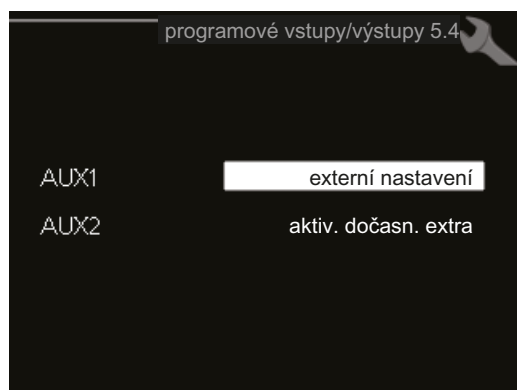 programové vstupy/výstupy 5.4
AUX1 externí nastavení
AUX2 aktiv. dočasn. extra